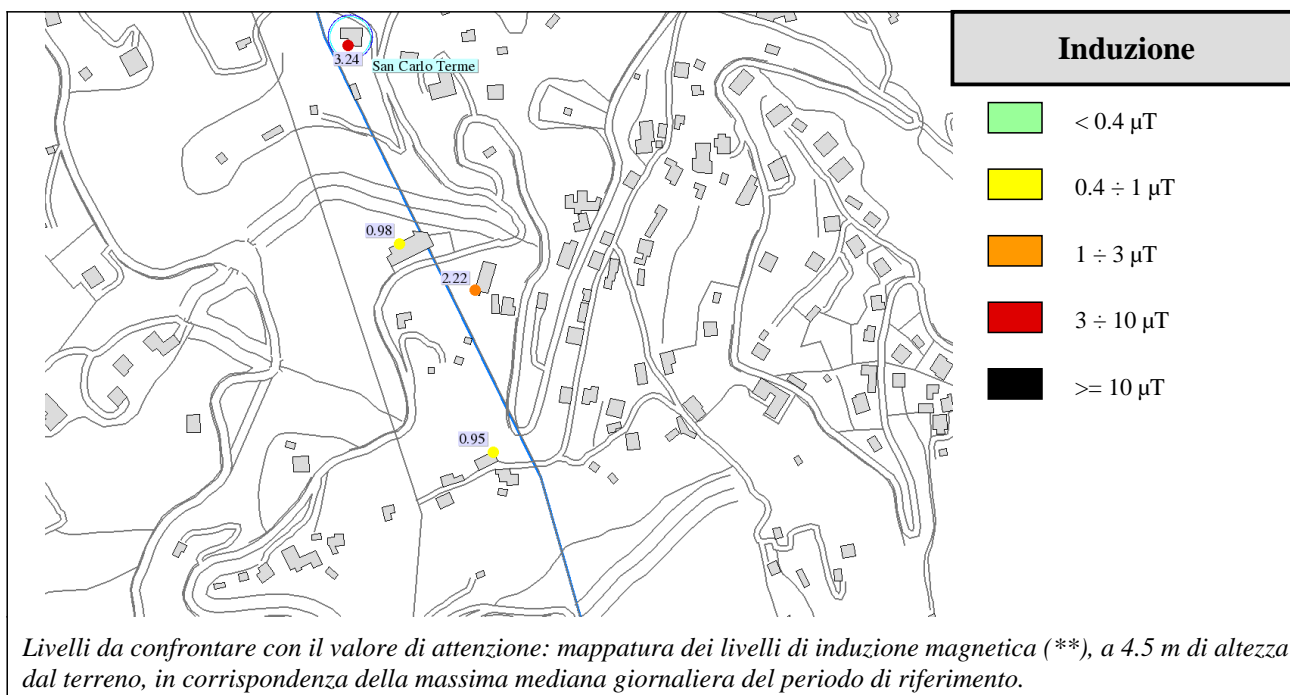 3.24
San Carlo Terme
0.98
2.22
0.95
Induzione
< 0.4 µT
0.4 ÷ 1 µT
1 ÷ 3 µT
3 ÷ 10 µT
>= 10 µT
Livelli da confrontare con il valore di attenzione: mappatura dei livelli di induzione magnetica (**), a 4.5 m di altezza
dal terreno, in corrispondenza della massima mediana giornaliera del periodo di riferimento.